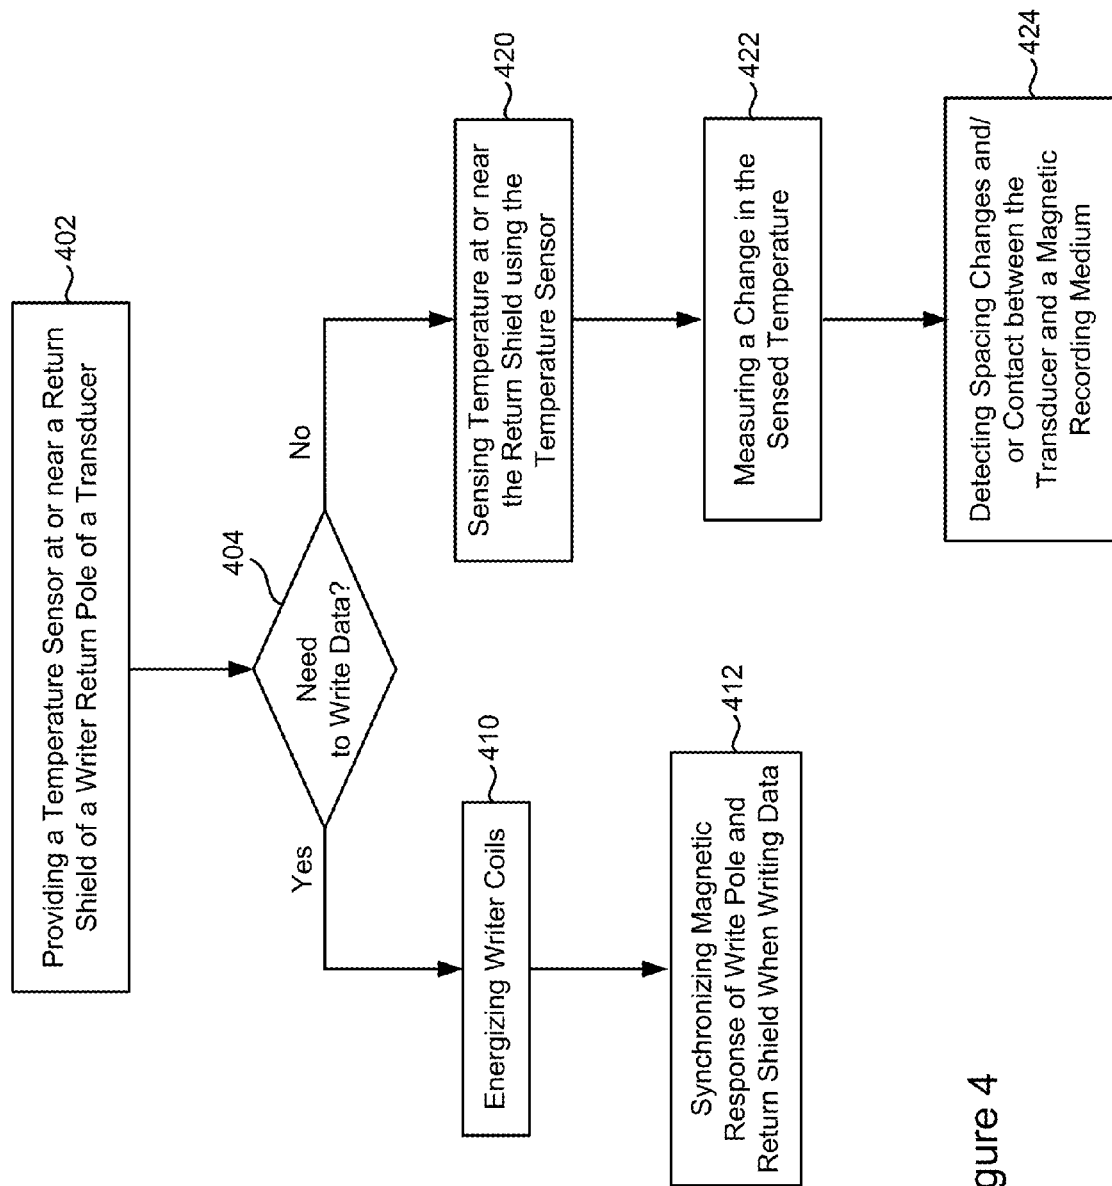 402
Providing a Temperature Sensor at or near a Return
Shield of a Writer Return Pole of a Transducer
404
Need
to Write Data?
Yes
No
410
Energizing Writer Coils
412
Synchronizing Magnetic
Response of Write Pole and
Return Shield When Writing Data
420
Sensing Temperature at or near
the Return Shield using the
Temperature Sensor
422
Measuring a Change in the
Sensed Temperature
424
Detecting Spacing Changes and/
or Contact between the
Transducer and a Magnetic
Recording Medium
gure 4